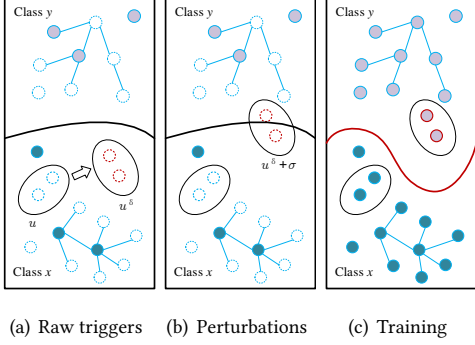 Class y
Class y
Class y
u
u^δ
u^δ + σ
Class x
Class x
Class x
(a) Raw triggers
(b) Perturbations
(c) Training